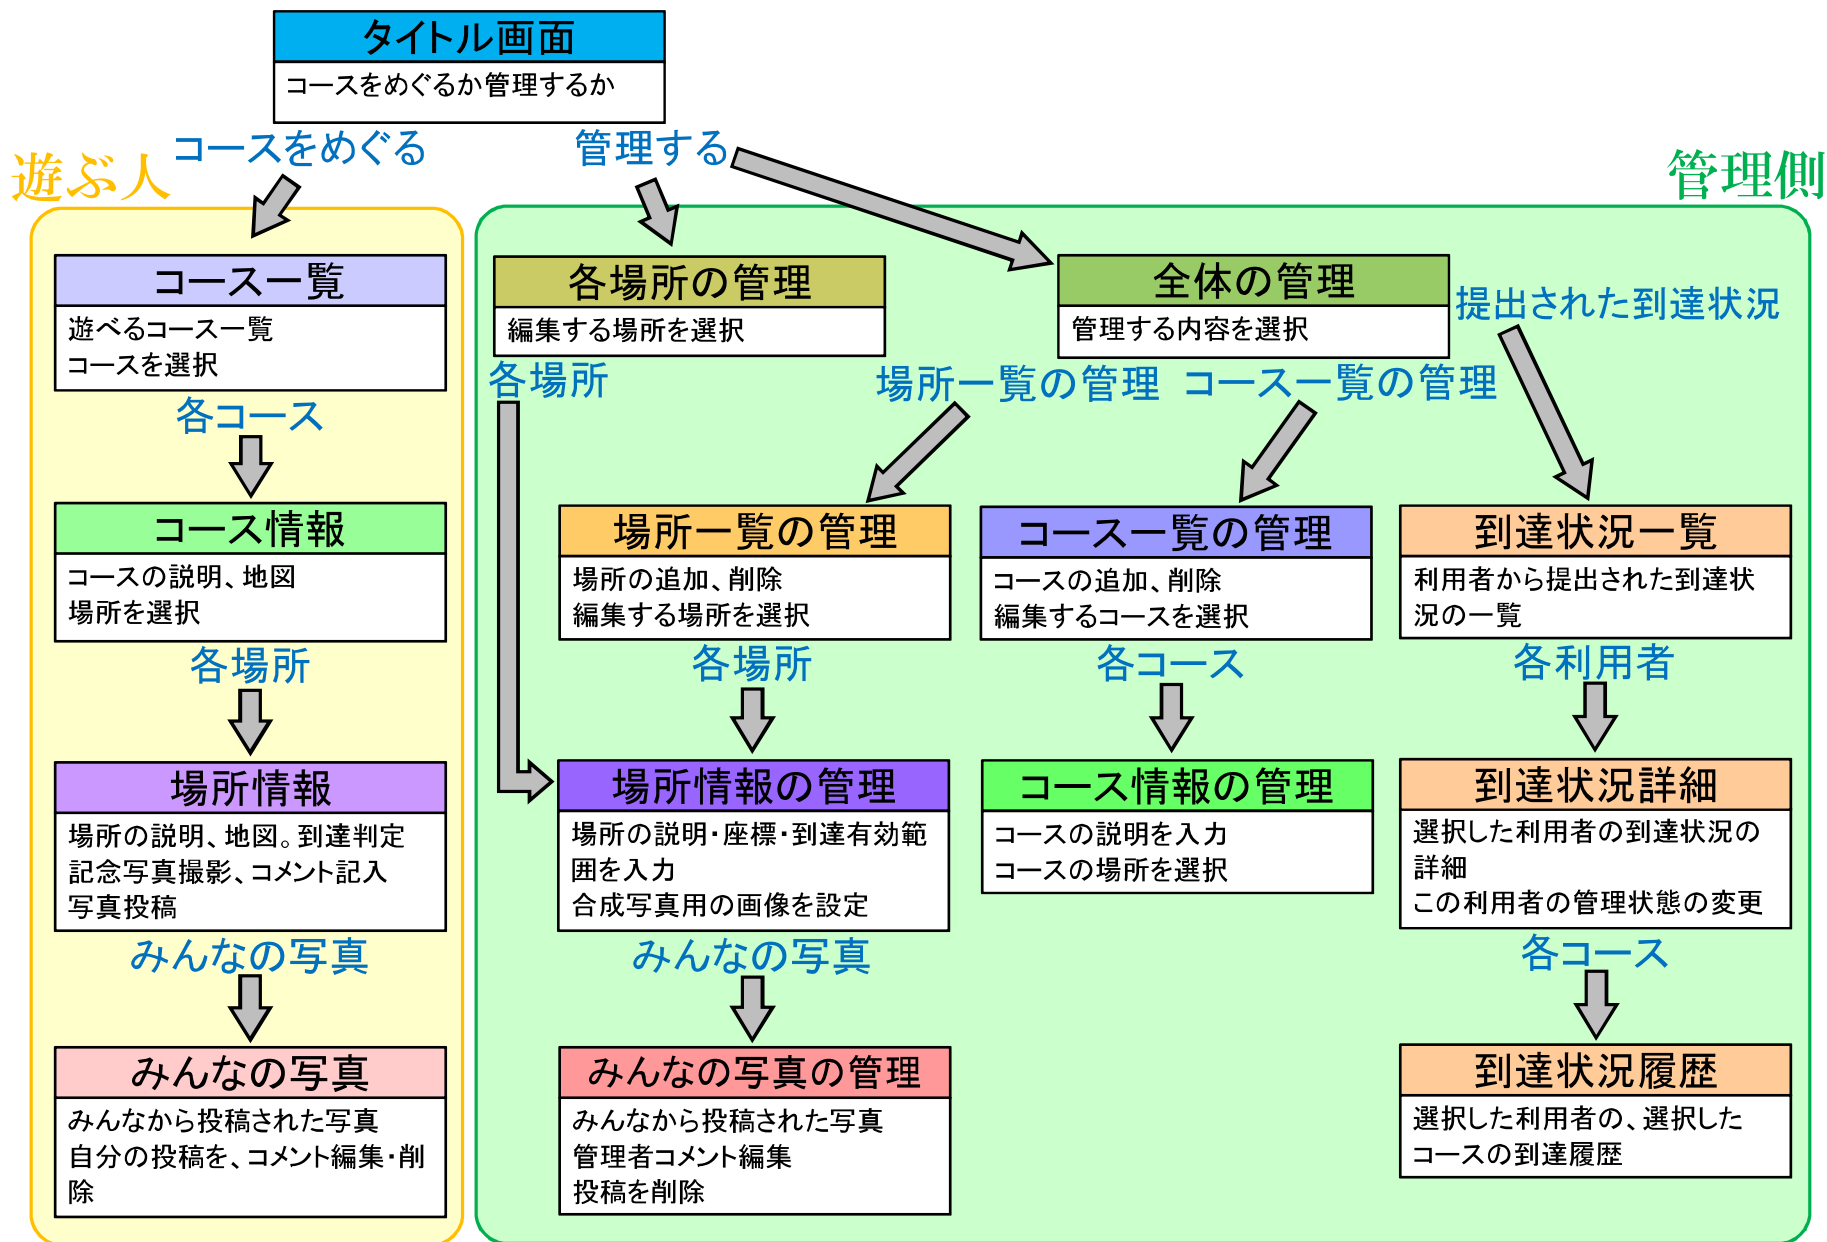 タイトル画面
コースをめぐるか管理するか
コースをめぐる
管理する
遊ぶ人
管理側
コース一覧
遊べるコース一覧
コースを選択
各コース
コース情報
コースの説明、地図
場所を選択
各場所
場所情報
場所の説明、地図。到達判定
記念写真撮影、コメント記入
写真投稿
みんなの写真
みんなの写真
みんなから投稿された写真
自分の投稿を、コメント編集・削
除
各場所の管理
編集する場所を選択
各場所
全体の管理
管理する内容を選択
場所一覧の管理
コース一覧の管理
提出された到達状況
場所一覧の管理
場所の追加、削除
編集する場所を選択
各場所
場所情報の管理
場所の説明・座標・到達有効範
囲を入力
合成写真用の画像を設定
みんなの写真
みんなの写真の管理
みんなから投稿された写真
管理者コメント編集
投稿を削除
コース一覧の管理
コースの追加、削除
編集するコースを選択
各コース
コース情報の管理
コースの説明を入力
コースの場所を選択
到達状況一覧
利用者から提出された到達状
況の一覧
各利用者
到達状況詳細
選択した利用者の到達状況の
詳細
この利用者の管理状態の変更
各コース
到達状況履歴
選択した利用者の、選択した
コースの到達履歴